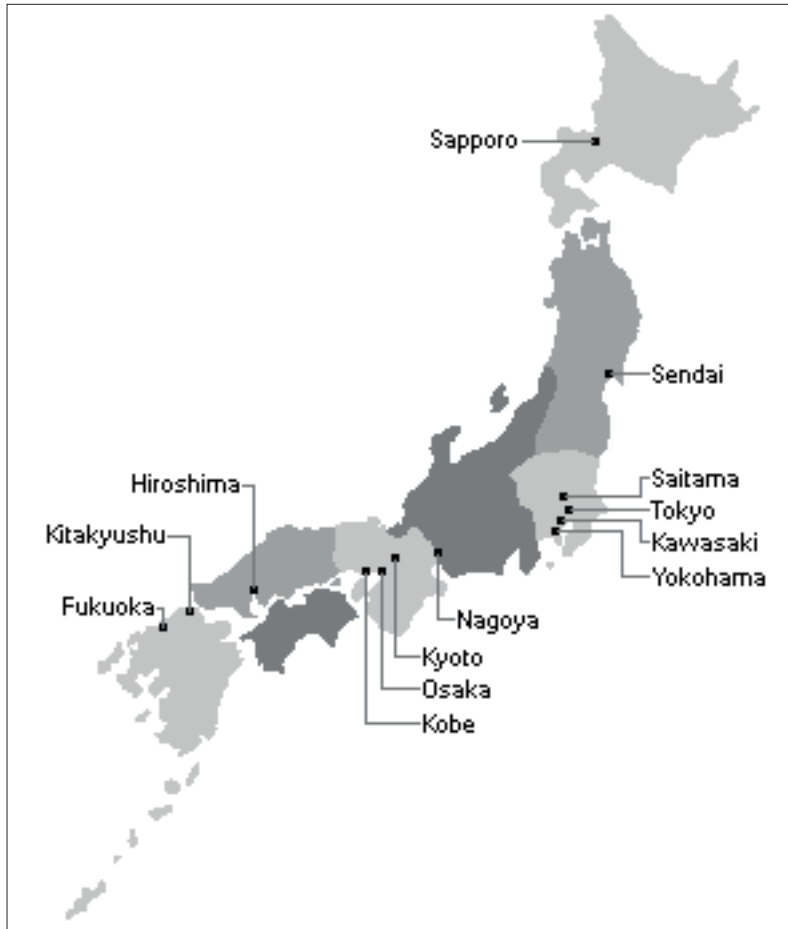 Sapporo
Sendai
Hiroshima
Saitama
Kitakyushu
Tokyo
Kawasaki
Yokohama
Fukuoka
Nagoya
Kyoto
Osaka
Kobe